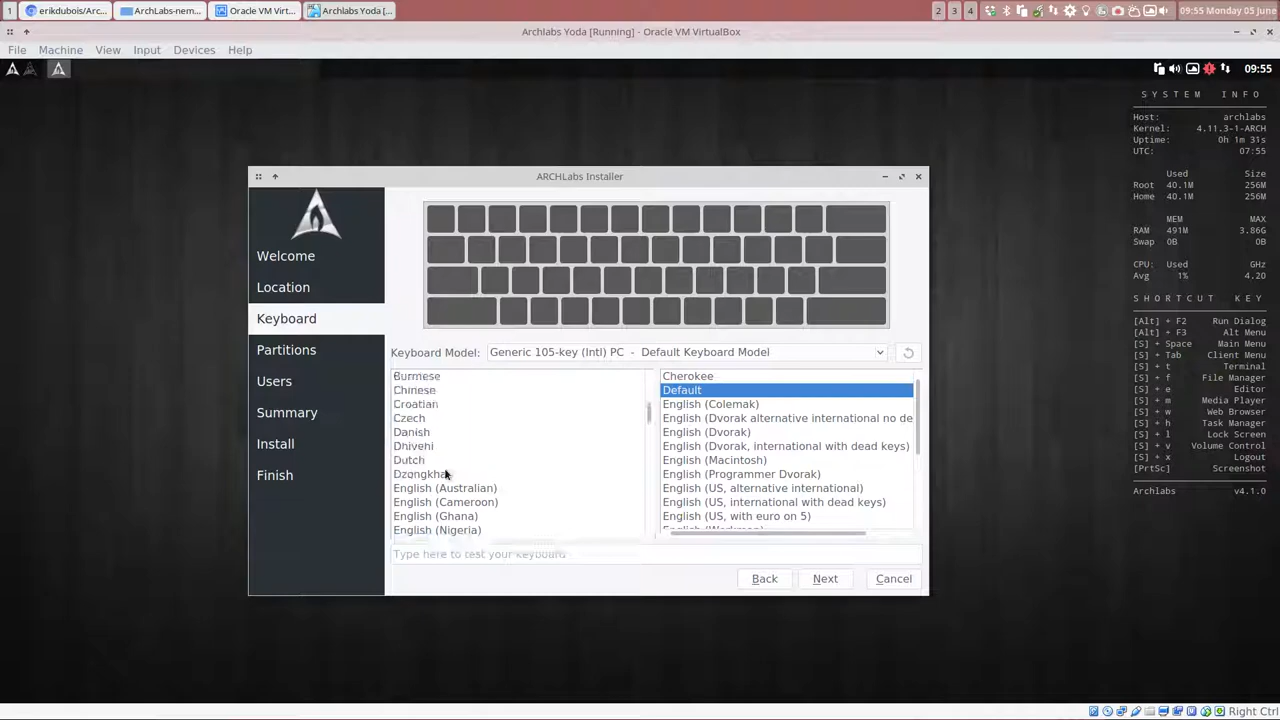 1 erikdubois/Arc... ArchLabs-nem... Oracle VM Virt... Archlabs Yoda [... 2 3 4 09:55 Monday 05 June
Archlabs Yoda [Running] - Oracle VM VirtualBox
File Machine View Input Devices Help
09:55
SYSTEM INFO
Host: archlabs
Kernel: 4.11.3-1-ARCH
Uptime: 0h 1m 31s
UTC: 07:55
Used Size
Root 40.1M 256M
Home 40.1M 256M
MEM MAX
RAM 491M 3.86G
Swap 0B 0B
CPU: Used GHz
Avg 1% 4.20
SHORTCUT KEY
[Alt] + F2 Run Dialog
[Alt] + F3 Alt Menu
[S] + Space Main Menu
[S] + Tab Client Menu
[S] + t Terminal
[S] + f File Manager
[S] + e Editor
[S] + m Media Player
[S] + w Web Browser
[S] + h Task Manager
[S] + l Lock Screen
[S] + v Volume Control
[S] + x Logout
[PrtSc] Screenshot
Archlabs v4.1.0
ARCHLabs Installer
Welcome
Location
Keyboard
Partitions
Users
Summary
Install
Finish
Keyboard Model: Generic 105-key (Intl) PC - Default Keyboard Model
Burmese
Chinese
Croatian
Czech
Danish
Dhivehi
Dutch
Dzongkha
English (Australian)
English (Cameroon)
English (Ghana)
English (Nigeria)
Cherokee
Default
English (Colemak)
English (Dvorak alternative international no de
English (Dvorak)
English (Dvorak, international with dead keys)
English (Macintosh)
English (Programmer Dvorak)
English (US, alternative international)
English (US, international with dead keys)
English (US, with euro on 5)
English (Workman)
Type here to test your keyboard
Back Next Cancel
Right Ctrl